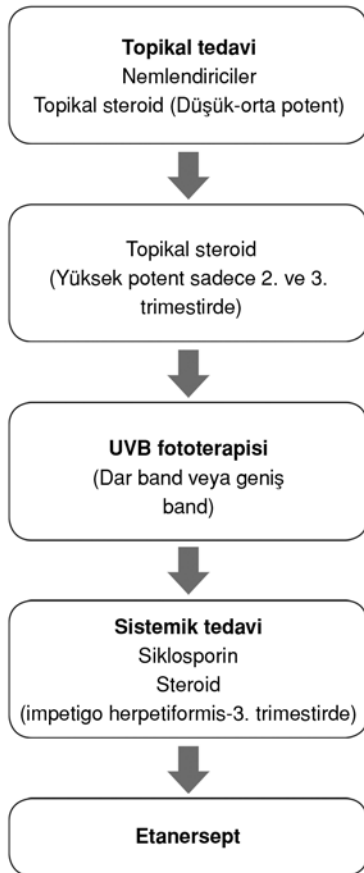 Topikal tedavi
Nemlendiriciler
Topikal steroid (Düşük-orta potent)
Topikal steroid
(Yüksek potent sadece 2. ve 3.
trimestirde)
UVB fototerapisi
(Dar band veya geniş
band)
Sistemik tedavi
Siklosporin
Steroid
(impetigo herpetiformis-3. trimestirde)
Etanersept